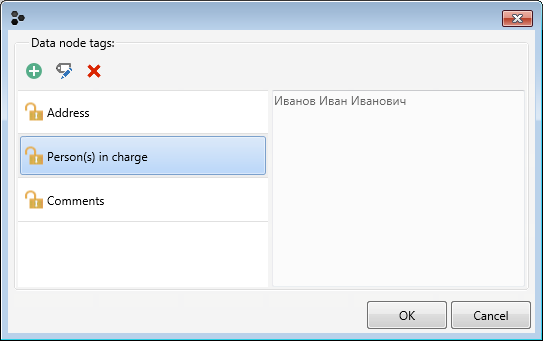 Data node tags:
Address
Иванов Иван Иванович
Person(s) in charge
Comments
OK
Cancel